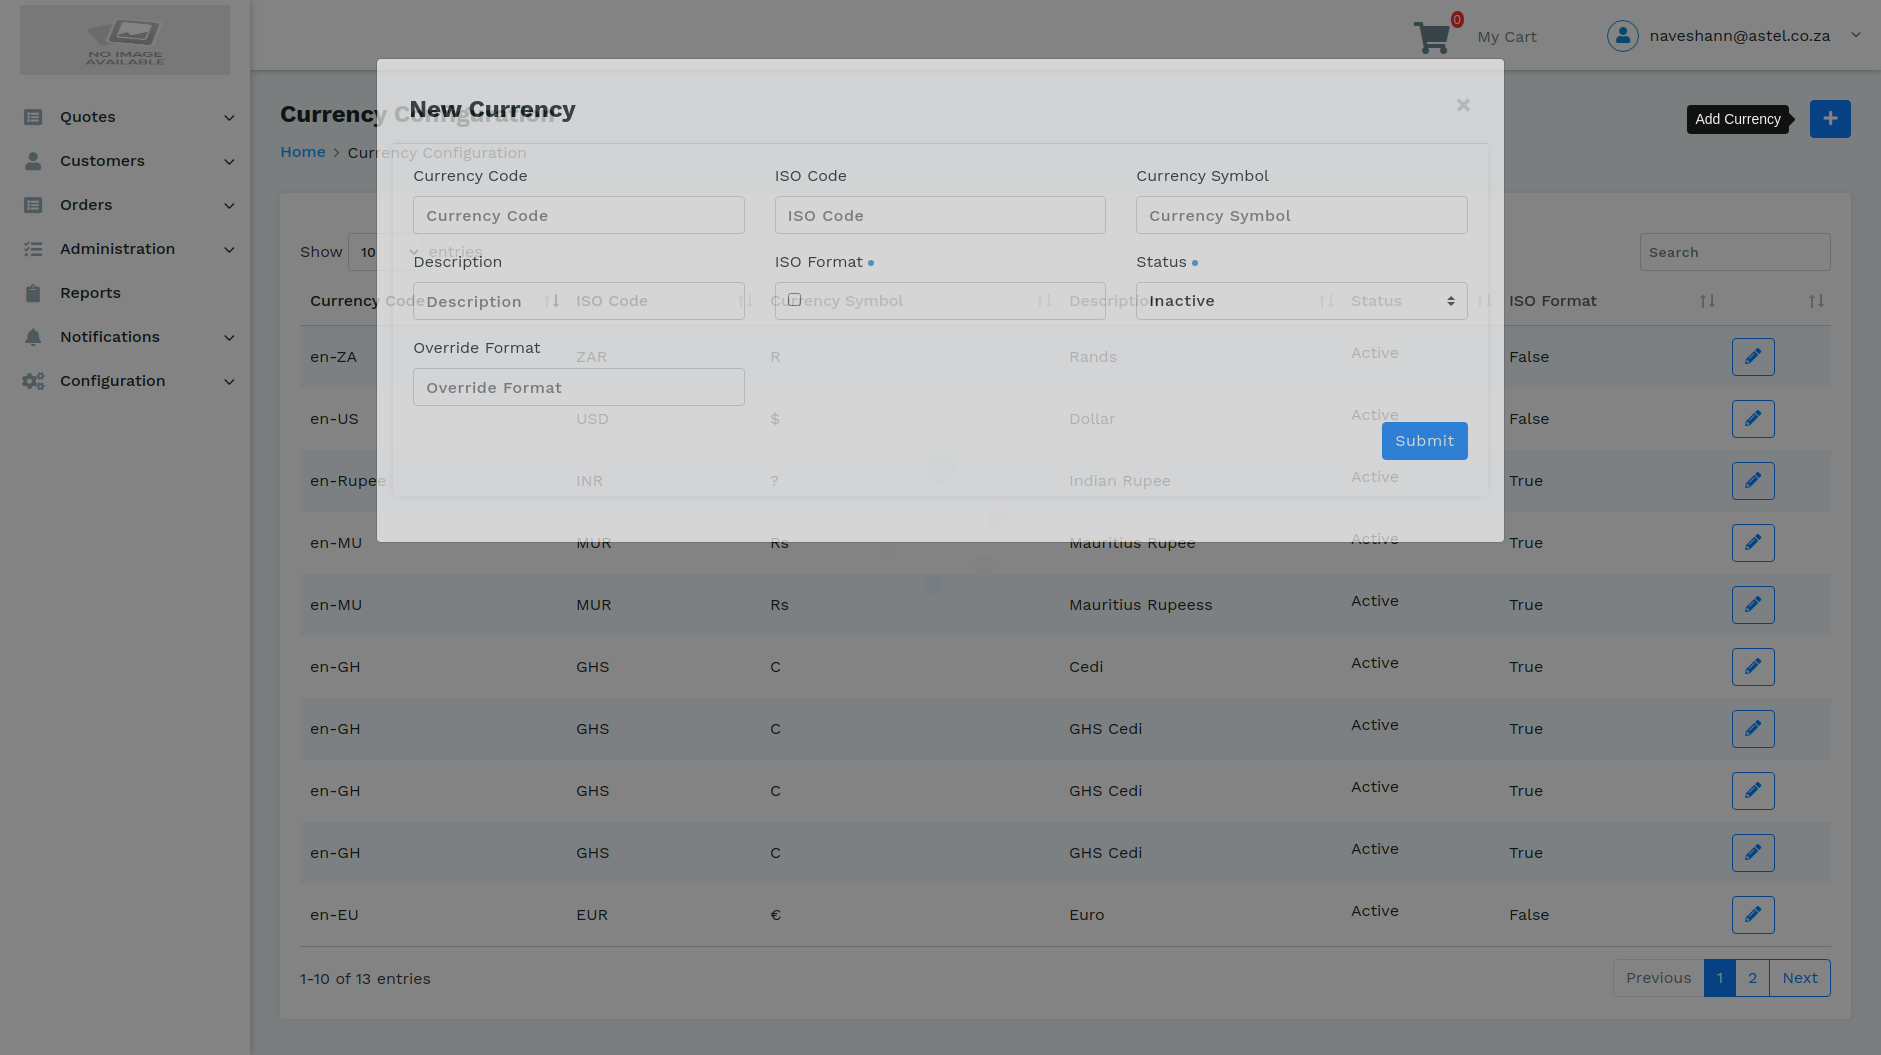 NO IMAGE
AVAILABLE
0
My Cart
naveshann@astel.co.za
Quotes
Customers
Orders
Administration
Reports
Notifications
Configuration
Currency Configuration
Home > Currency Configuration
Add Currency
+
New Currency
×
Currency Code ISO Code Currency Symbol
Currency Code ISO Code Currency Symbol
Description ISO Format Status
Description Inactive
Override Format
Override Format
Submit
Show 10 entries
Search
Currency Code ISO Code Currency Symbol Description Status ISO Format
en-ZA ZAR R Rands Active False
en-US USD $ Dollar Active False
en-Rupee INR ? Indian Rupee Active True
en-MU MUR Rs Mauritius Rupee Active True
en-MU MUR Rs Mauritius Rupeess Active True
en-GH GHS C Cedi Active True
en-GH GHS C GHS Cedi Active True
en-GH GHS C GHS Cedi Active True
en-GH GHS C GHS Cedi Active True
en-EU EUR € Euro Active False
1-10 of 13 entries
Previous 1 2 Next